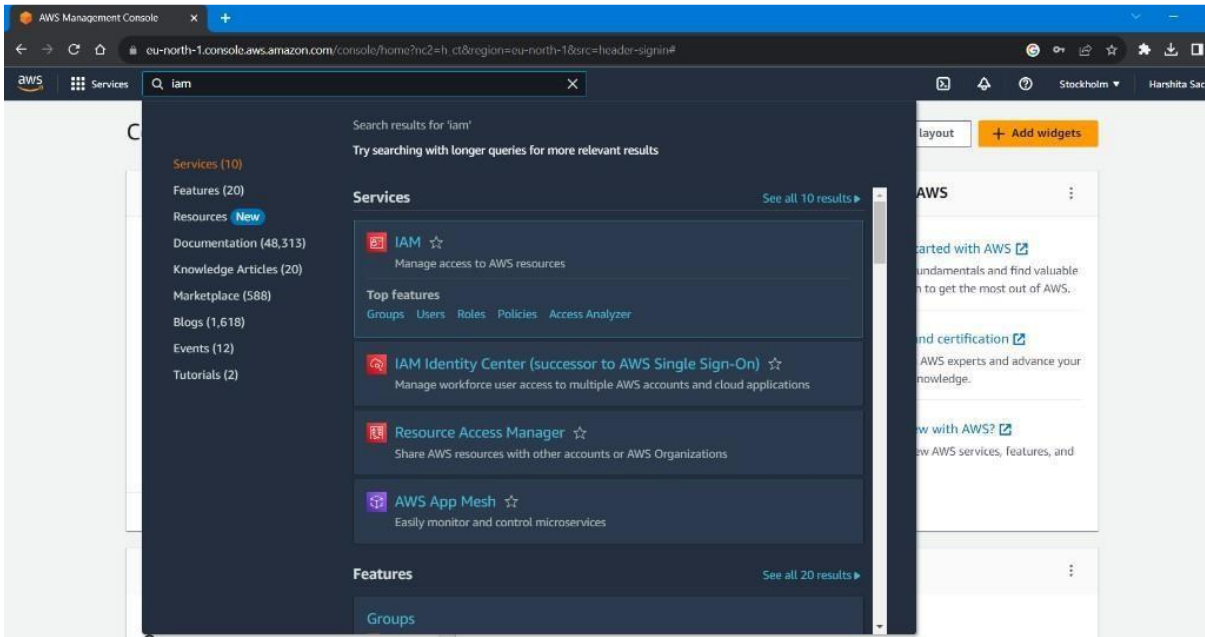 AWS Management Console
eu-north-1.console.aws.amazon.com/console/home?nc2=h_ct&region=eu-north-1&src=header-signin#
aws
Services
iam
Stockholm
Harshita Sac
C
Search results for 'iam'
Try searching with longer queries for more relevant results
layout
+ Add widgets
Services (10)
Features (20)
Resources New
Documentation (48,313)
Knowledge Articles (20)
Marketplace (588)
Blogs (1,618)
Events (12)
Tutorials (2)
Services
See all 10 results
IAM
Manage access to AWS resources
Top features
Groups Users Roles Policies Access Analyzer
IAM Identity Center (successor to AWS Single Sign-On)
Manage workforce user access to multiple AWS accounts and cloud applications
Resource Access Manager
Share AWS resources with other accounts or AWS Organizations
AWS App Mesh
Easily monitor and control microservices
Features
See all 20 results
Groups
AWS
arted with AWS
undamentals and find valuable
n to get the most out of AWS.
nd certification
AWS experts and advance your
nowledge.
ew with AWS?
ew AWS services, features, and